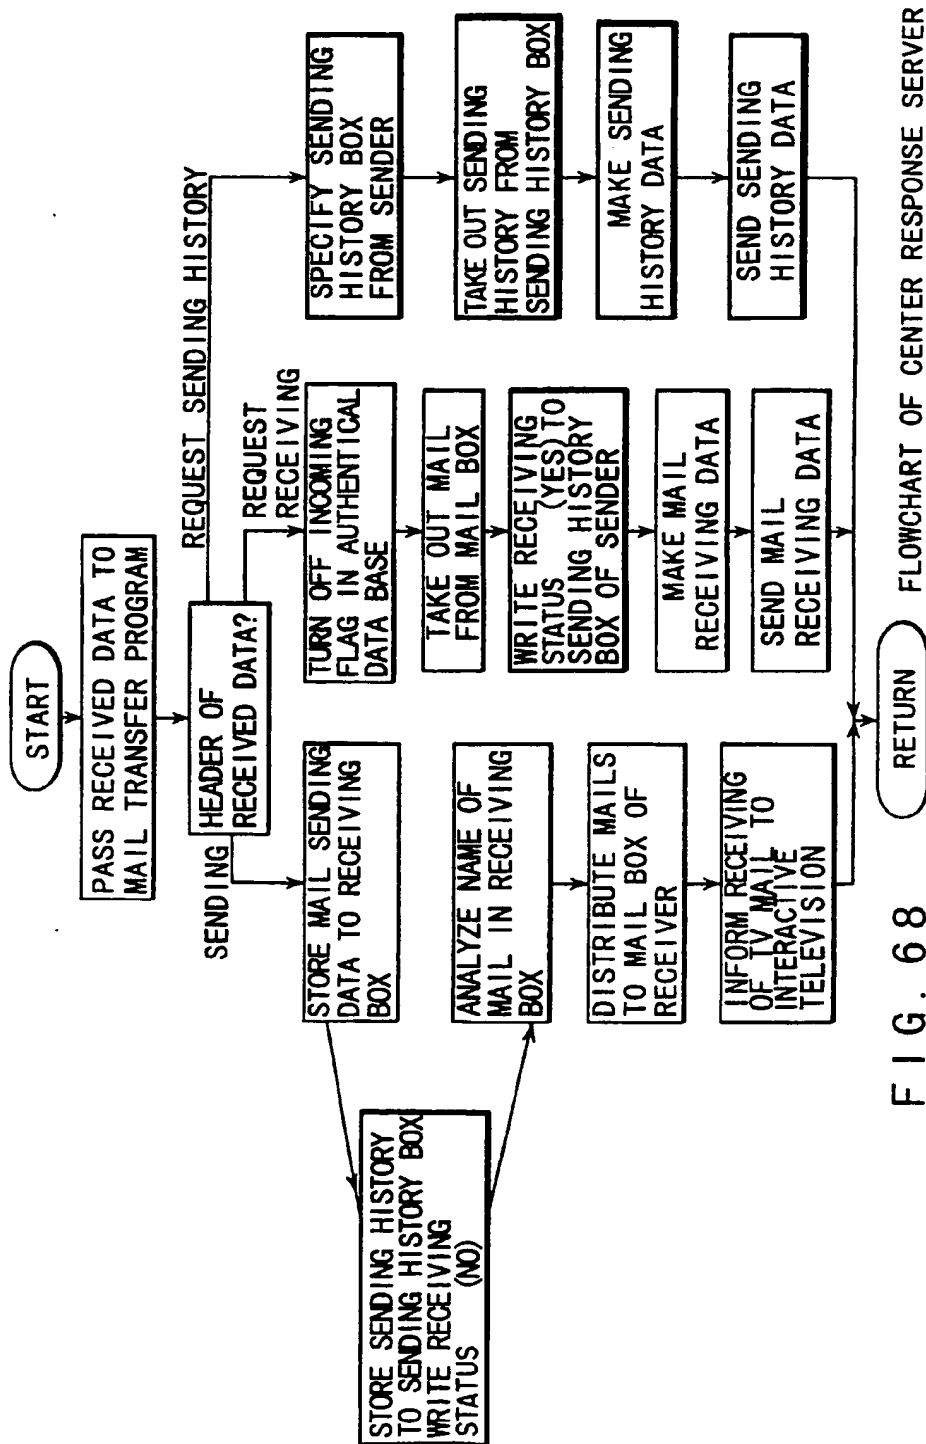 START
PASS RECEIVED DATA TO
MAIL TRANSFER PROGRAM
HEADER OF
RECEIVED DATA?
SENDING
REQUEST
RECEIVING
REQUEST SENDING HISTORY
STORE MAIL SENDING
DATA TO RECEIVING
BOX
STORE SENDING HISTORY
TO SENDING HISTORY BOX
WRITE RECEIVING
STATUS (NO)
ANALYZE NAME OF
MAIL IN RECEIVING
BOX
DISTRIBUTE MAILS
TO MAIL BOX OF
RECEIVER
INFORM RECEIVING
OF TV MAIL TO
INTERACIVE
TELEVISION
TURN OFF INCOMING
FLAG IN AUTHENTICAL
DATA BASE
TAKE OUT MAIL
FROM MAIL BOX
WRITE RECEIVING
STATUS (YES) TO
SENDING HISTORY
BOX OF SENDER
MAKE MAIL
RECEIVING DATA
SEND MAIL
RECEIVING DATA
SPECIFY SENDING
HISTORY BOX
FROM SENDER
TAKE OUT SENDING
HISTORY FROM
SENDING HISTORY BOX
MAKE SENDING
HISTORY DATA
SEND SENDING
HISTORY DATA
RETURN
FIG. 68 FLOWCHART OF CENTER RESPONSE SERVER